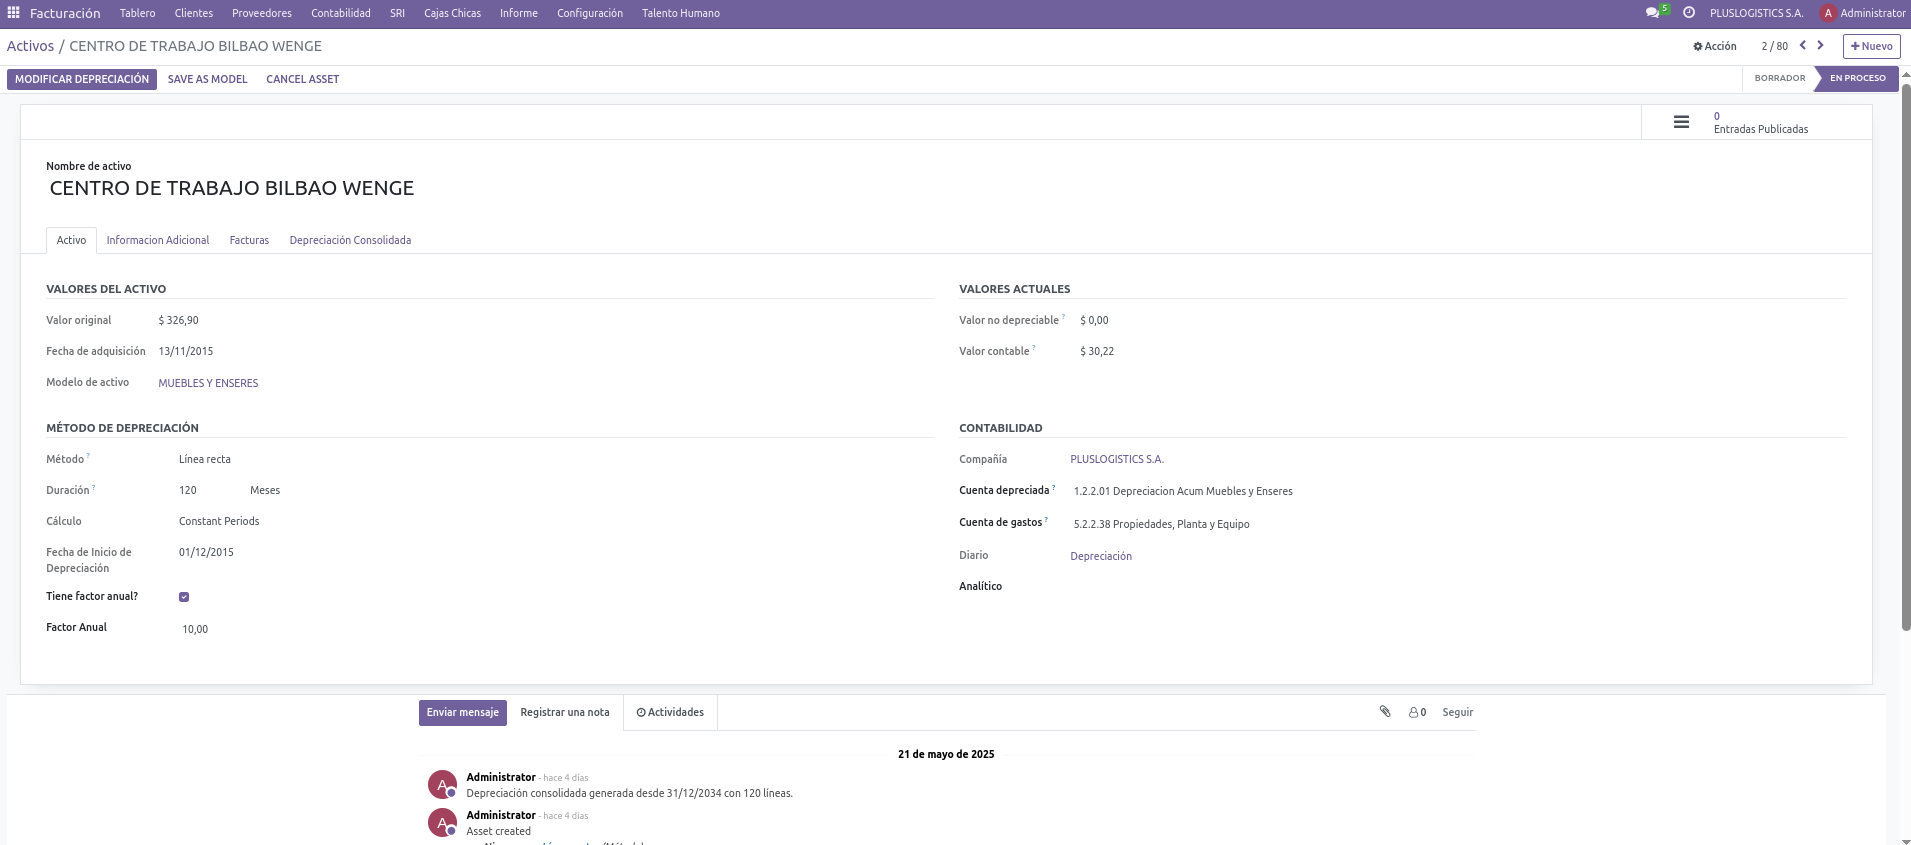 Facturación Tablero Clientes Proveedores Contabilidad SRI Cajas Chicas Informe Configuración Talento Humano 5 PLUSLOGISTICS S.A. A Administrator
Activos / CENTRO DE TRABAJO BILBAO WENGE Acción 2 / 80 Nuevo
MODIFICAR DEPRECIACIÓN SAVE AS MODEL CANCEL ASSET BORRADOR EN PROCESO
0
Entradas Publicadas
Nombre de activo
CENTRO DE TRABAJO BILBAO WENGE
Activo Informacion Adicional Facturas Depreciación Consolidada
VALORES DEL ACTIVO
Valor original $ 326,90
Fecha de adquisición 13/11/2015
Modelo de activo MUEBLES Y ENSERES
VALORES ACTUALES
Valor no depreciable ? $ 0,00
Valor contable ? $ 30,22
MÉTODO DE DEPRECIACIÓN
Método ? Línea recta
Duración ? 120 Meses
Cálculo Constant Periods
Fecha de Inicio de 01/12/2015
Depreciación
Tiene factor anual?
Factor Anual 10,00
CONTABILIDAD
Compañía PLUSLOGISTICS S.A.
Cuenta depreciada ? 1.2.2.01 Depreciacion Acum Muebles y Enseres
Cuenta de gastos ? 5.2.2.38 Propiedades, Planta y Equipo
Diario Depreciación
Analítico
Enviar mensaje Registrar una nota Actividades 0 Seguir
21 de mayo de 2025
A Administrator - hace 4 días
Depreciación consolidada generada desde 31/12/2034 con 120 líneas.
A Administrator - hace 4 días
Asset created